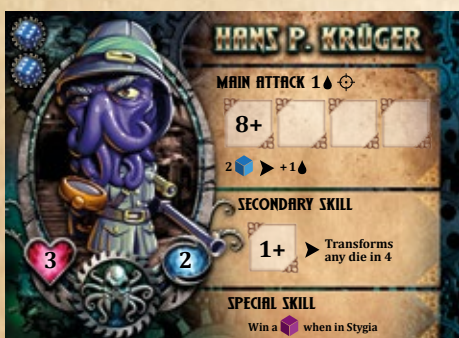 HANS P. KRÜGER
MAIN ATTACK 1
8+
2 +1
SECONDARY SKILL
1+ Transforms
any die in 4
3
2
SPECIAL SKILL
Win a when in Stygia